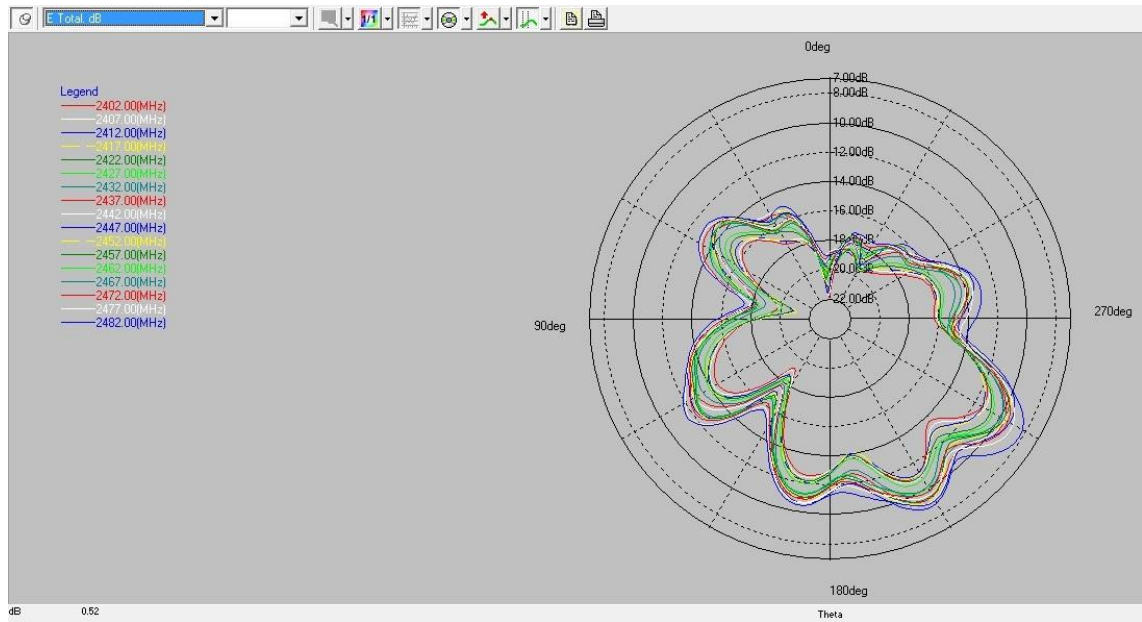 E Total. dB
1/1
0deg
Legend
2402.00(MHz)
2407.00(MHz)
2412.00(MHz)
2417.00(MHz)
2422.00(MHz)
2427.00(MHz)
2432.00(MHz)
2437.00(MHz)
2442.00(MHz)
2447.00(MHz)
2452.00(MHz)
2457.00(MHz)
2462.00(MHz)
2467.00(MHz)
2472.00(MHz)
2477.00(MHz)
2482.00(MHz)
7.00dB
8.00dB
10.00dB
12.00dB
14.00dB
16.00dB
18.00dB
20.00dB
22.00dB
90deg
270deg
180deg
dB 0.52
Theta